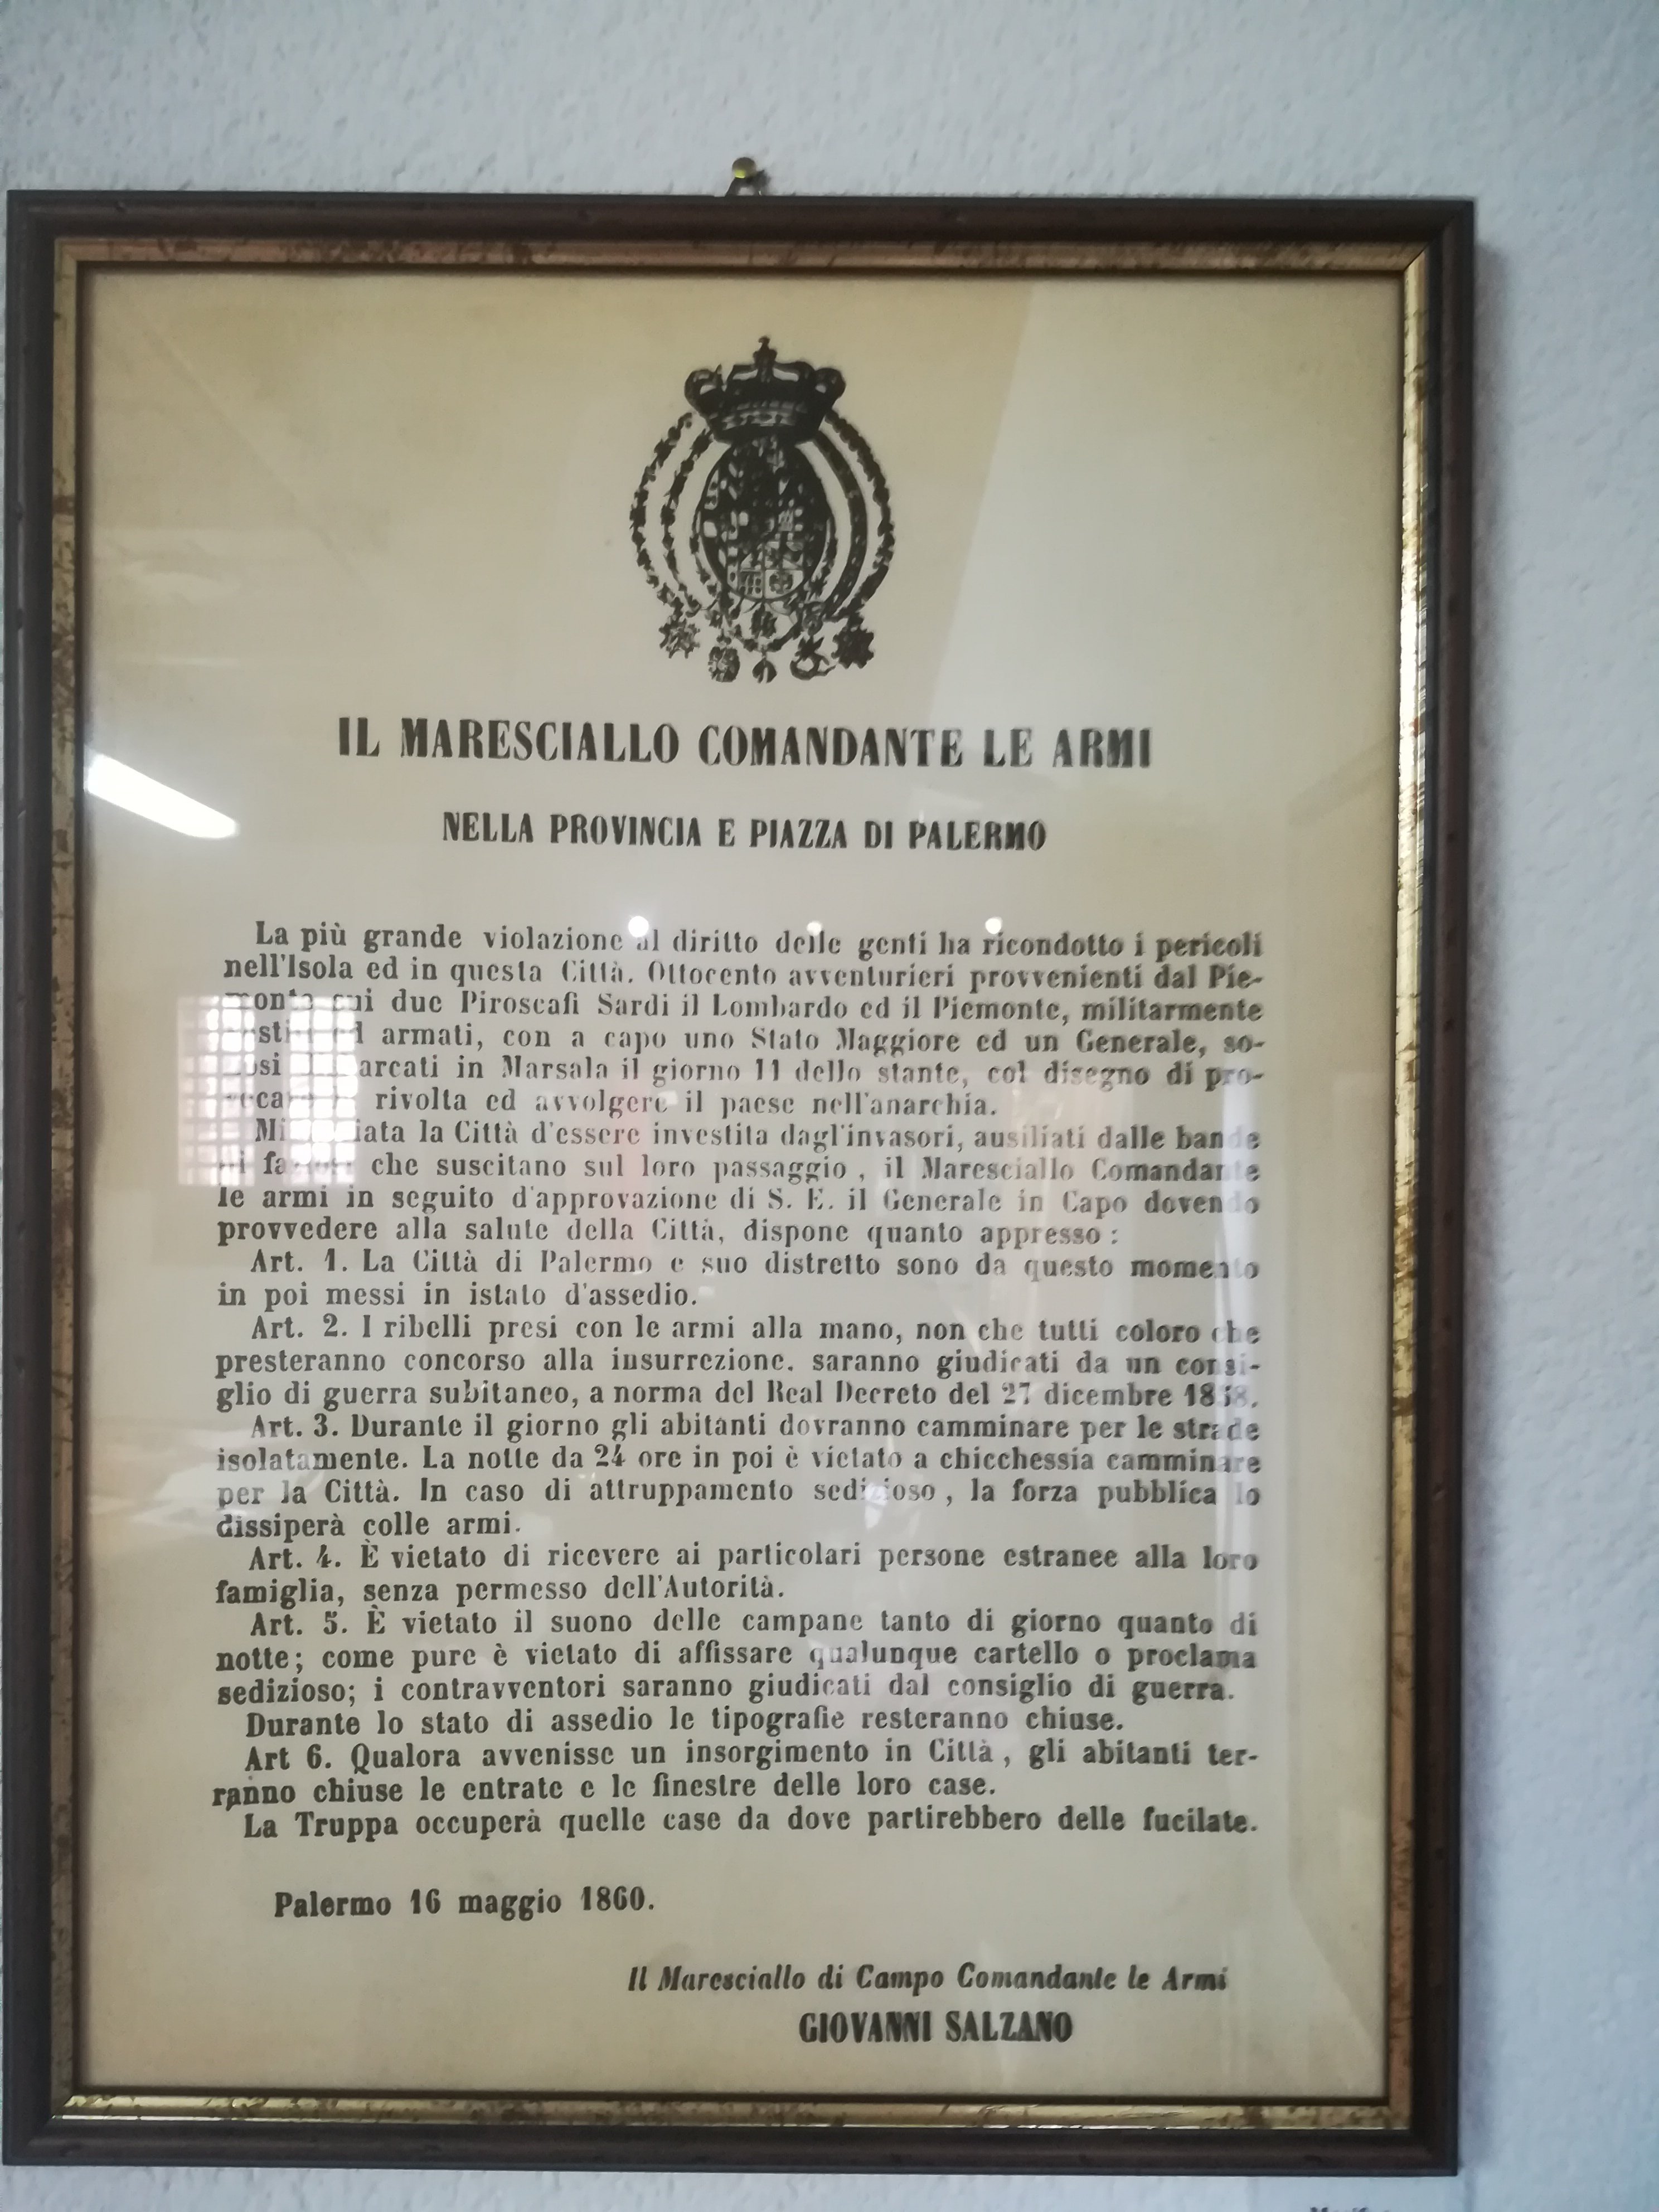 IL MARESCIALLO COMANDANTE LE ARMI
NELLA PROVINCIA E PIAZZA DI PALERMO
La più grande violazione al diritto delle genti ha ricondotto i pericoli
nell'Isola ed in questa Città. Ottocento avventurieri provvenienti dal Pie-
monte sui due Piroscafi Sardi il Lombardo ed il Piemonte, militarmente
ed armati, con a capo uno Stato Maggiore ed un Generale, so-
nosi disbarcati in Marsala il giorno 11 dello stante, col disegno di pro-
rivolta ed avvolgere il paese nell'anarchia.
Minacciata la Città d'essere investita dagl'invasori, ausiliati dalle bande
di che suscitano sul loro passaggio, il Maresciallo Comandante
le armi in seguito d'approvazione di S. E. il Generale in Capo dovendo
provvedere alla salute della Città, dispone quanto appresso:
Art. 1. La Città di Palermo e suo distretto sono da questo momento
in poi messi in istato d'assedio.
Art. 2. I ribelli presi con le armi alla mano, non che tutti coloro che
presteranno concorso alla insurrezione. saranno giudicati da un consi-
glio di guerra subitaneo, a norma del Real Decreto del 27 dicembre
Art. 3. Durante il giorno gli abitanti dovranno camminare per le strade
isolatamente. La notte da 24 ore in poi è vietato a chicchessia camminare
per la Città. In caso di attruppamento sedizioso, la forza pubblica lo
dissiperà colle armi.
Art. 4. È vietato di ricevere ai particolari persone estranee alla loro
famiglia, senza permesso dell'Autorità.
Art. 5. È vietato il suono delle campane tanto di giorno quanto di
notte; come pure è vietato di affissare qualunque cartello o proclama
sedizioso; i contravventori saranno giudicati dal consiglio di guerra.
Durante lo stato di assedio le tipografie resteranno chiuse.
Art 6. Qualora avvenisse un insorgimento in Città, gli abitanti ter-
ranno chiuse le entrate e le finestre delle loro case.
La Truppa occuperà quelle case da dove partirebbero delle fucilate.
Palermo 16 maggio 1860.
Il Maresciallo di Campo Comandante le Armi
GIOVANNI SALZANO